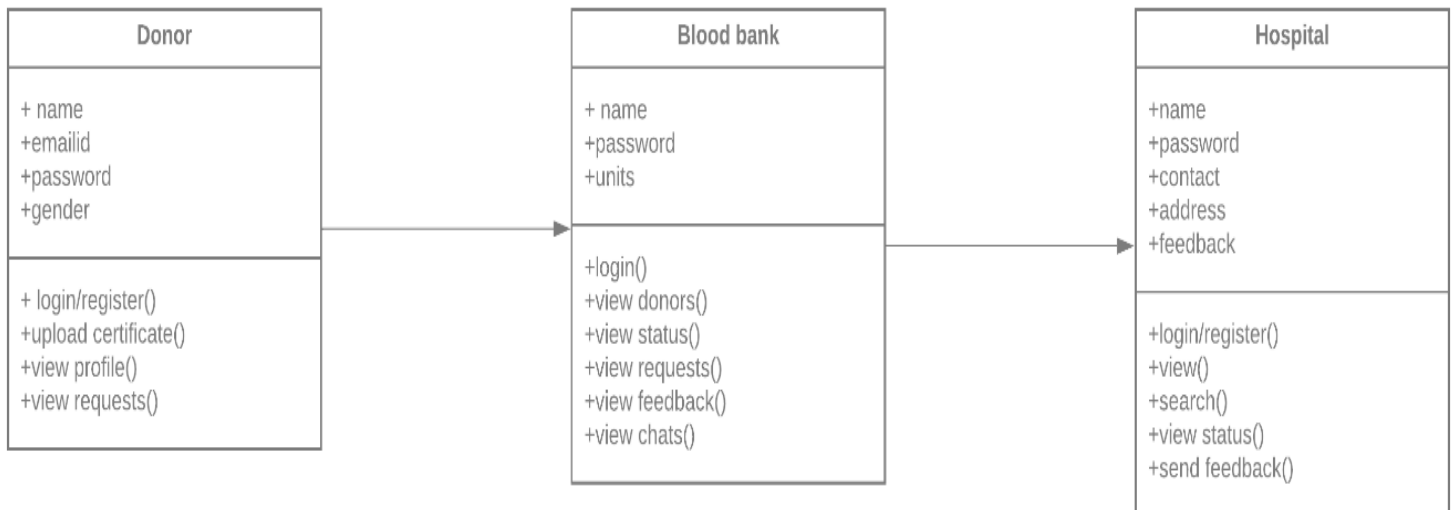 Donor
+ name
+emailid
+password
+gender
+ login/register()
+upload certificate()
+view profile()
+view requests()
Blood bank
+ name
+password
+units
+login()
+view donors()
+view status()
+view requests()
+view feedback()
+view chats()
Hospital
+name
+password
+contact
+address
+feedback
+login/register()
+view()
+search()
+view status()
+send feedback()